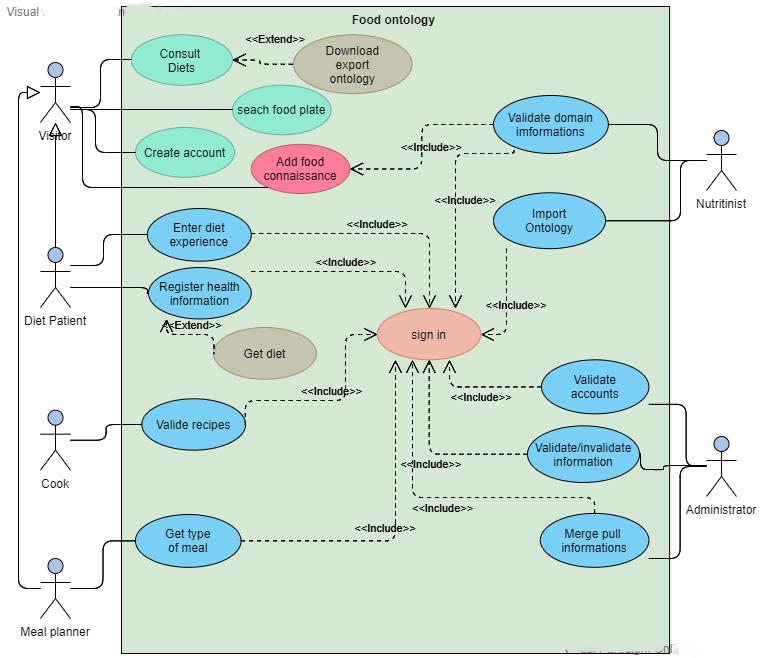 Visual
Food ontology
Consult
Diets
<<Extend>>
Download
export
ontology
seach food plate
Visitor
Create account
Add food
connaissance
<<Include>>
Validate domain
imformations
Nutritinist
<<Include>>
Import
Ontology
Enter diet
experience
<<Include>>
<<Include>>
Diet Patient
Register health
information
<<Include>>
<<Extend>>
Get diet
sign in
Validate
accounts
<<Include>>
<<Include>>
Valide recipes
Cook
Validate/invalidate
information
<<Include>>
Administrator
<<Include>>
Get type
of meal
<<Include>>
Merge pull
informations
Meal planner